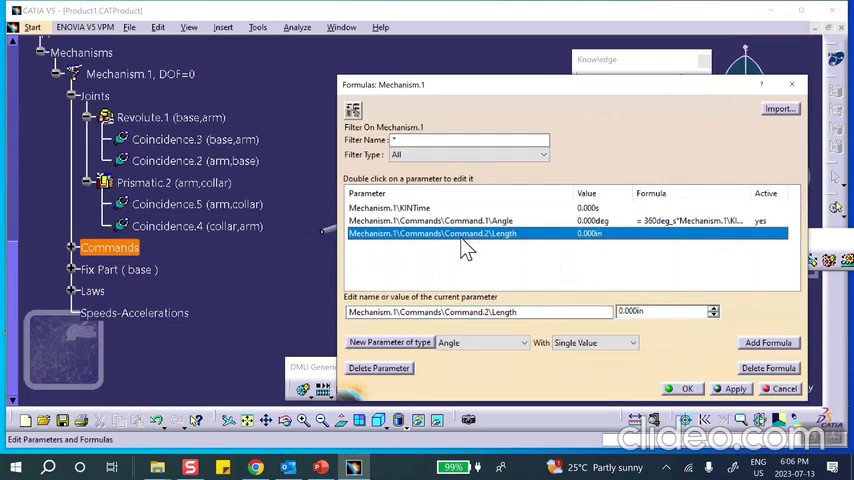 CATIA V5 - [Product1.CATProduct]
Start ENOVIA V5 VPM File Edit View Insert Tools Analyze Window Help
Mechanisms
Mechanism.1, DOF=0
Joints
Revolute.1 (base,arm)
Coincidence.3 (base,arm)
Coincidence.2 (arm,base)
Prismatic.2 (arm,collar)
Coincidence.5 (arm,collar)
Coincidence.4 (collar,arm)
Commands
Fix Part ( base )
Laws
Speeds-Accelerations
Knowledge
Formulas: Mechanism.1
? ×
Import...
Filter On Mechanism.1
Filter Name : *
Filter Type : All
Double click on a parameter to edit it
Parameter Value Formula Active
Mechanism.1\KINTime 0.000s
Mechanism.1\Commands\Command.1\Angle 0.000deg = 360deg_s*Mechanism.1\KI... yes
Mechanism.1\Commands\Command.2\Length 0.000in
Edit name or value of the current parameter
Mechanism.1\Commands\Command.2\Length 0.000in
New Parameter of type Angle With Single Value Add Formula
Delete Parameter Delete Formula
OK Apply Cancel
DMU Gener
Edit Parameters and Formulas
clideo.com
99%
25°C Partly sunny
ENG
US
6:06 PM
2023-07-13